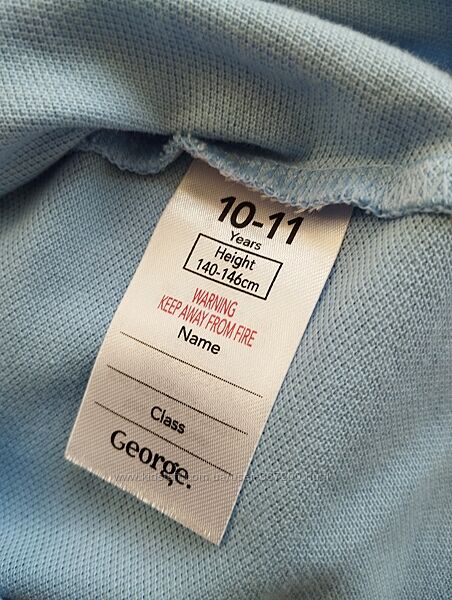 10-11
Years
Height
140-146cm
WARNING
KEEP AWAY FROM FIRE
Name
Class
George.